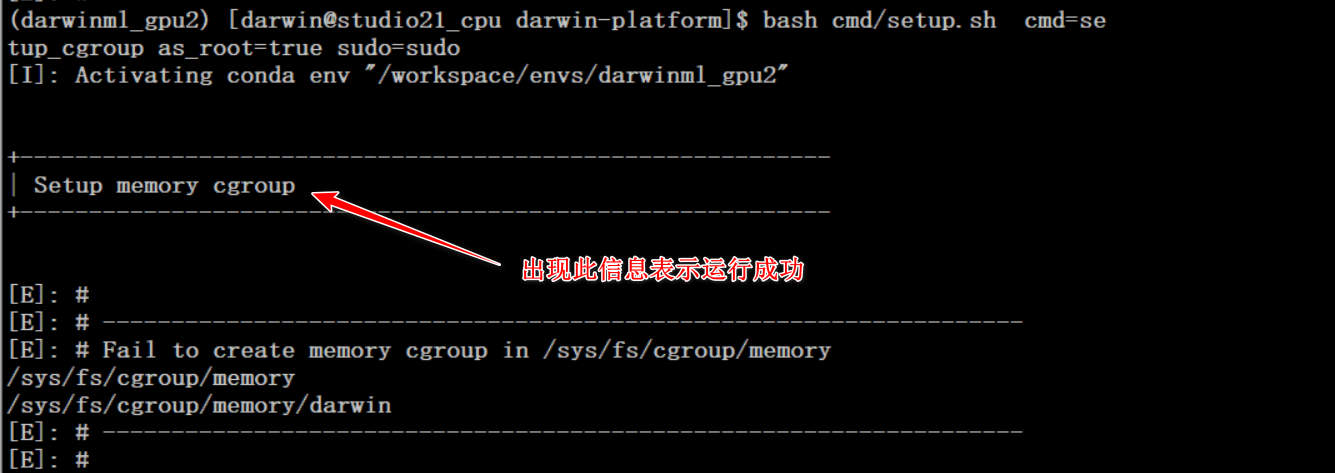 (darwinml_gpu2) [darwin@studio21_cpu darwin-platform]$ bash cmd/setup.sh  cmd=se
tup_cgroup as_root=true sudo=sudo
[I]: Activating conda env "/workspace/envs/darwinml_gpu2"
+-----------------------------------------------------------
| Setup memory cgroup
+-----------------------------------------------------------
出现此信息表示运行成功
[E]: #
[E]: # -------------------------------------------------------------------
[E]: # Fail to create memory cgroup in /sys/fs/cgroup/memory
/sys/fs/cgroup/memory
/sys/fs/cgroup/memory/darwin
[E]: # -------------------------------------------------------------------
[E]: #